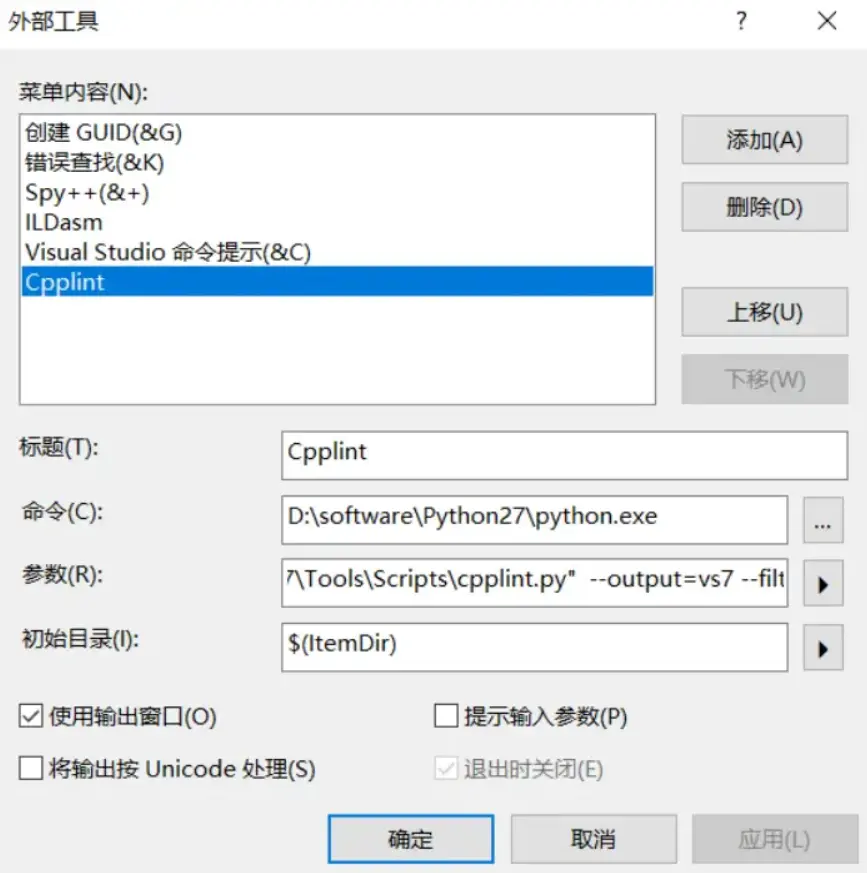 外部工具
?
菜单内容(N):
创建 GUID(&G)
错误查找(&K)
Spy++(&+)
ILDasm
Visual Studio 命令提示(&C)
Cpplint
添加(A)
删除(D)
上移(U)
下移(W)
标题(T):
Cpplint
命令(C):
D:\software\Python27\python.exe
...
参数(R):
7\Tools\Scripts\cpplint.py" --output=vs7 --filt
初始目录(I):
$(ItemDir)
使用输出窗口(O)
提示输入参数(P)
将输出按 Unicode 处理(S)
退出时关闭(E)
确定
取消
应用(L)